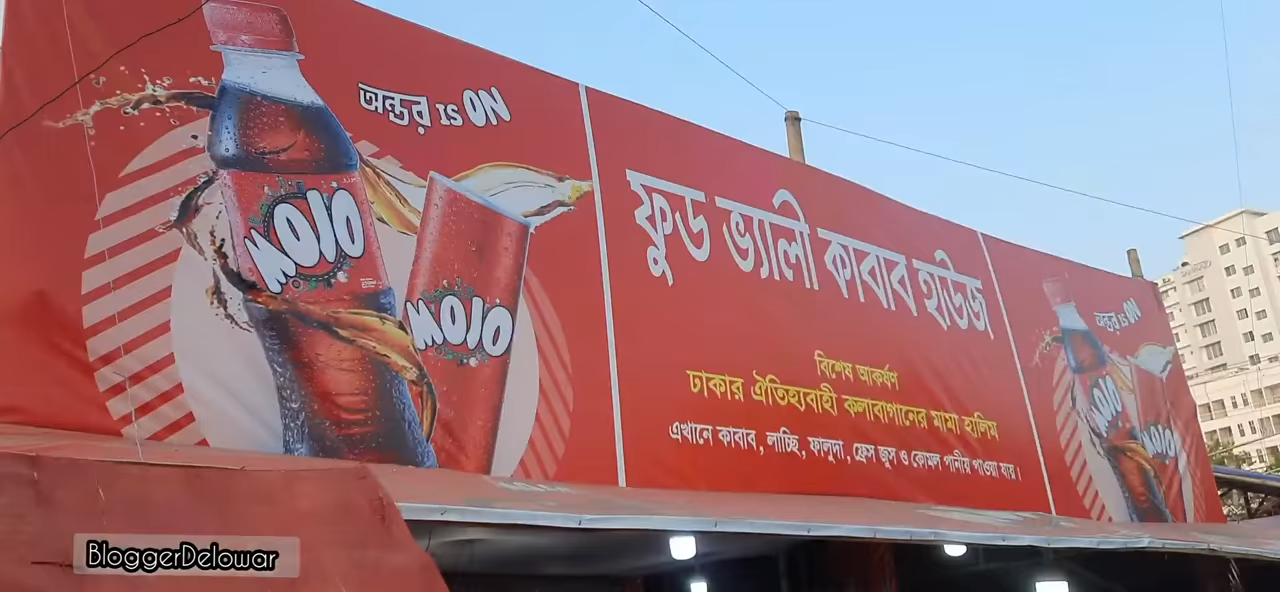 অন্তর IS ON
MOJO
MOJO
ফুড ভ্যালী কাবাব হাউজ
বিশেষ আকর্ষণ
ঢাকার ঐতিহ্যবাহী কলাবাগানের মামা হালিম
এখানে কাবাব, লাচ্ছি, ফালুদা, ফ্রেস জুস ও কোমল পানীয় পাওয়া যায়।
অন্তর IS ON
MOJO
MOJO
BloggerDelowar